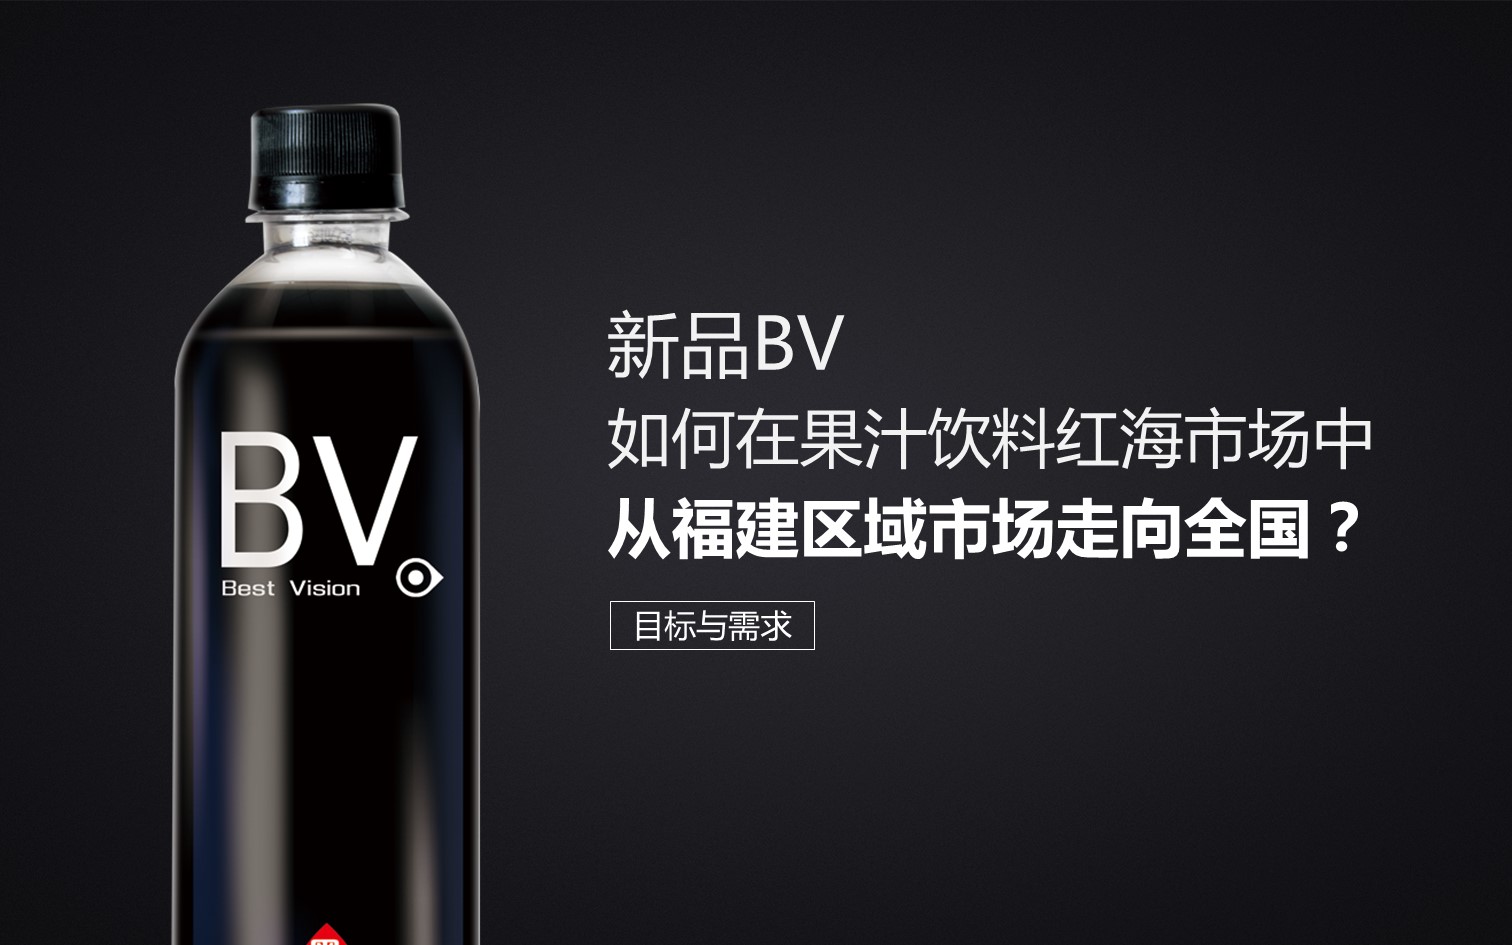 BV
Best Vision
新品BV
如何在果汁饮料红海市场中
从福建区域市场走向全国？
目标与需求